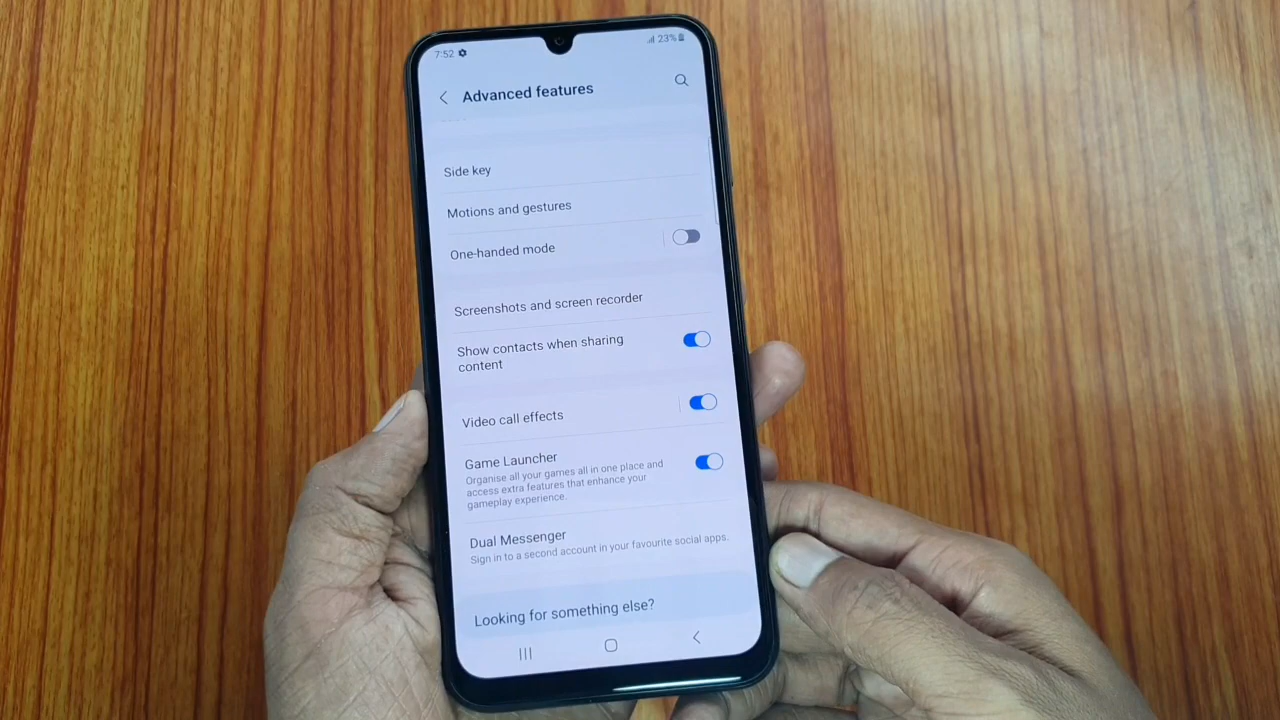 7:52
23%
Advanced features
Side key
Motions and gestures
One-handed mode
Screenshots and screen recorder
Show contacts when sharing
content
Video call effects
Game Launcher
Organise all your games all in one place and
access extra features that enhance your
gameplay experience.
Dual Messenger
Sign in to a second account in your favourite social apps.
Looking for something else?